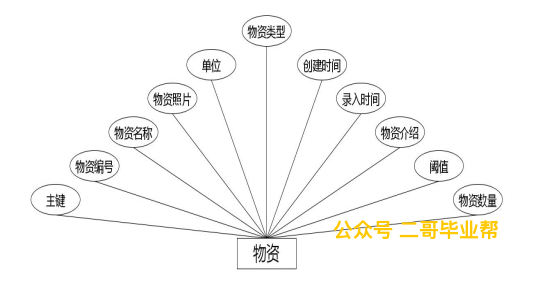 物资类型
单位
创建时间
物资照片
录入时间
物资名称
物资介绍
物资编号
阈值
主键
物资数量
公众号 二哥毕业帮
物资